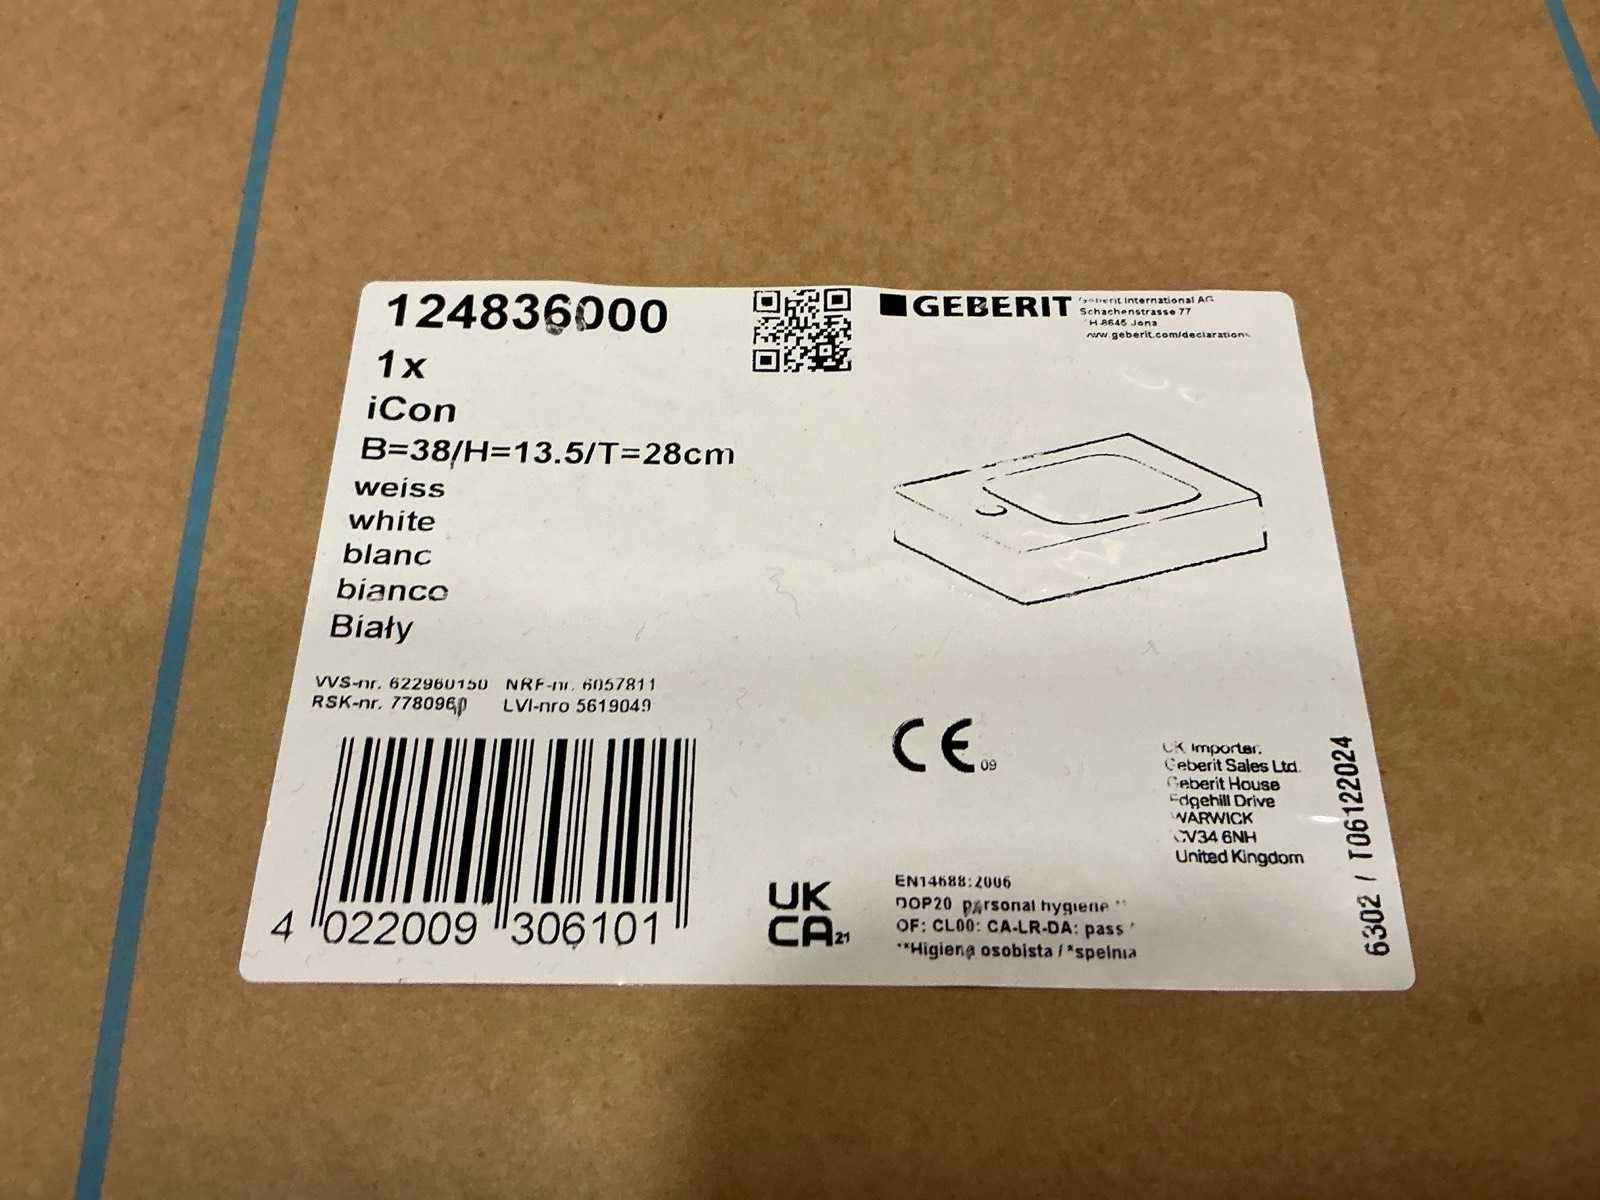 124836000
1x
iCon
B=38/H=13.5/T=28cm
weiss
white
blanc
bianco
Biały
VVS-nr. 622960150 NRF-nr. 6057811
RSK-nr. 7780960 LVI-nro 5619049
4 022009 306101
GEBERIT
Geberit International AG
Schachenstrasse 77
CH-8645 Jona
www.geberit.com/declarations
CE 09
UK
CA 21
UK Importer:
Geberit Sales Ltd.
Geberit House
Edgehill Drive
WARWICK
CV34 6NH
United Kingdom
EN14688:2006
DOP20 personal hygiene **
OF: CL00: CA-LR-DA: pass *
**Higiena osobista / *spełnia
6302 / T06122024